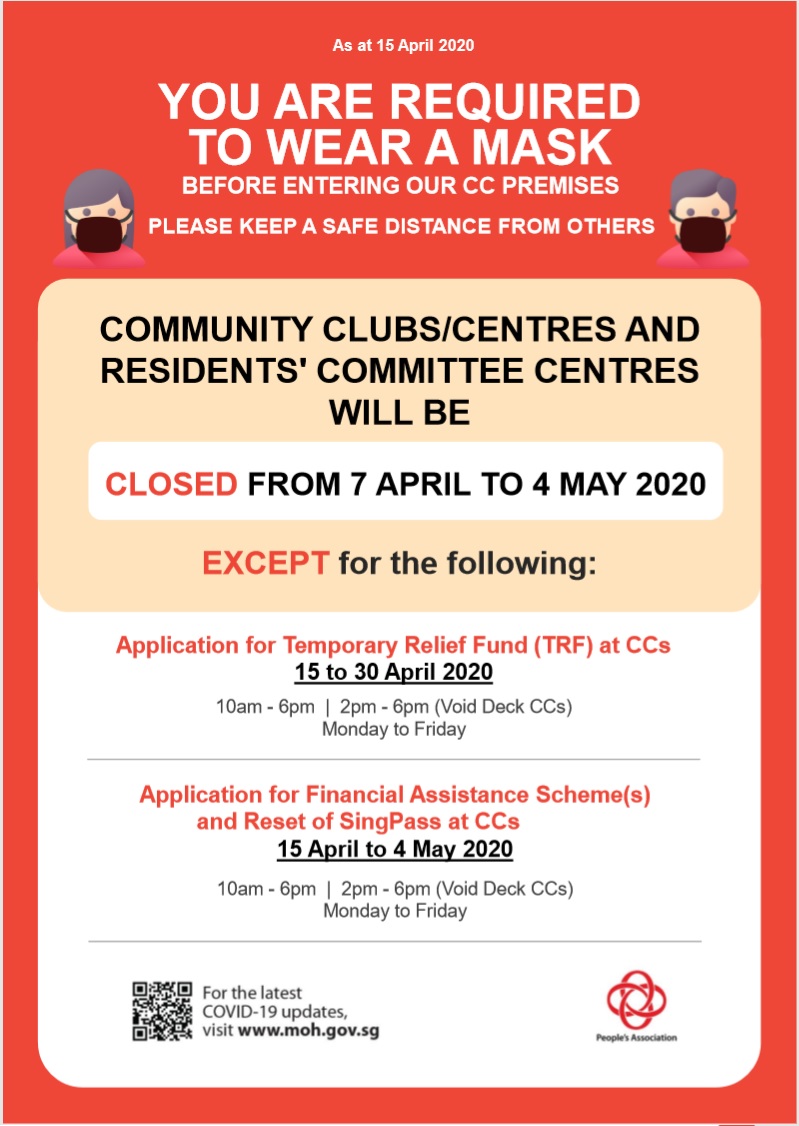 As at 15 April 2020
YOU ARE REQUIRED
TO WEAR A MASK
BEFORE ENTERING OUR CC PREMISES
PLEASE KEEP A SAFE DISTANCE FROM OTHERS
COMMUNITY CLUBS/CENTRES AND
RESIDENTS' COMMITTEE CENTRES
WILL BE
CLOSED FROM 7 APRIL TO 4 MAY 2020
EXCEPT for the following:
Application for Temporary Relief Fund (TRF) at CCs
15 to 30 April 2020
10am - 6pm | 2pm - 6pm (Void Deck CCs)
Monday to Friday
Application for Financial Assistance Scheme(s)
and Reset of SingPass at CCs
15 April to 4 May 2020
10am - 6pm | 2pm - 6pm (Void Deck CCs)
Monday to Friday
For the latest
COVID-19 updates,
visit www.moh.gov.sg
People's Association